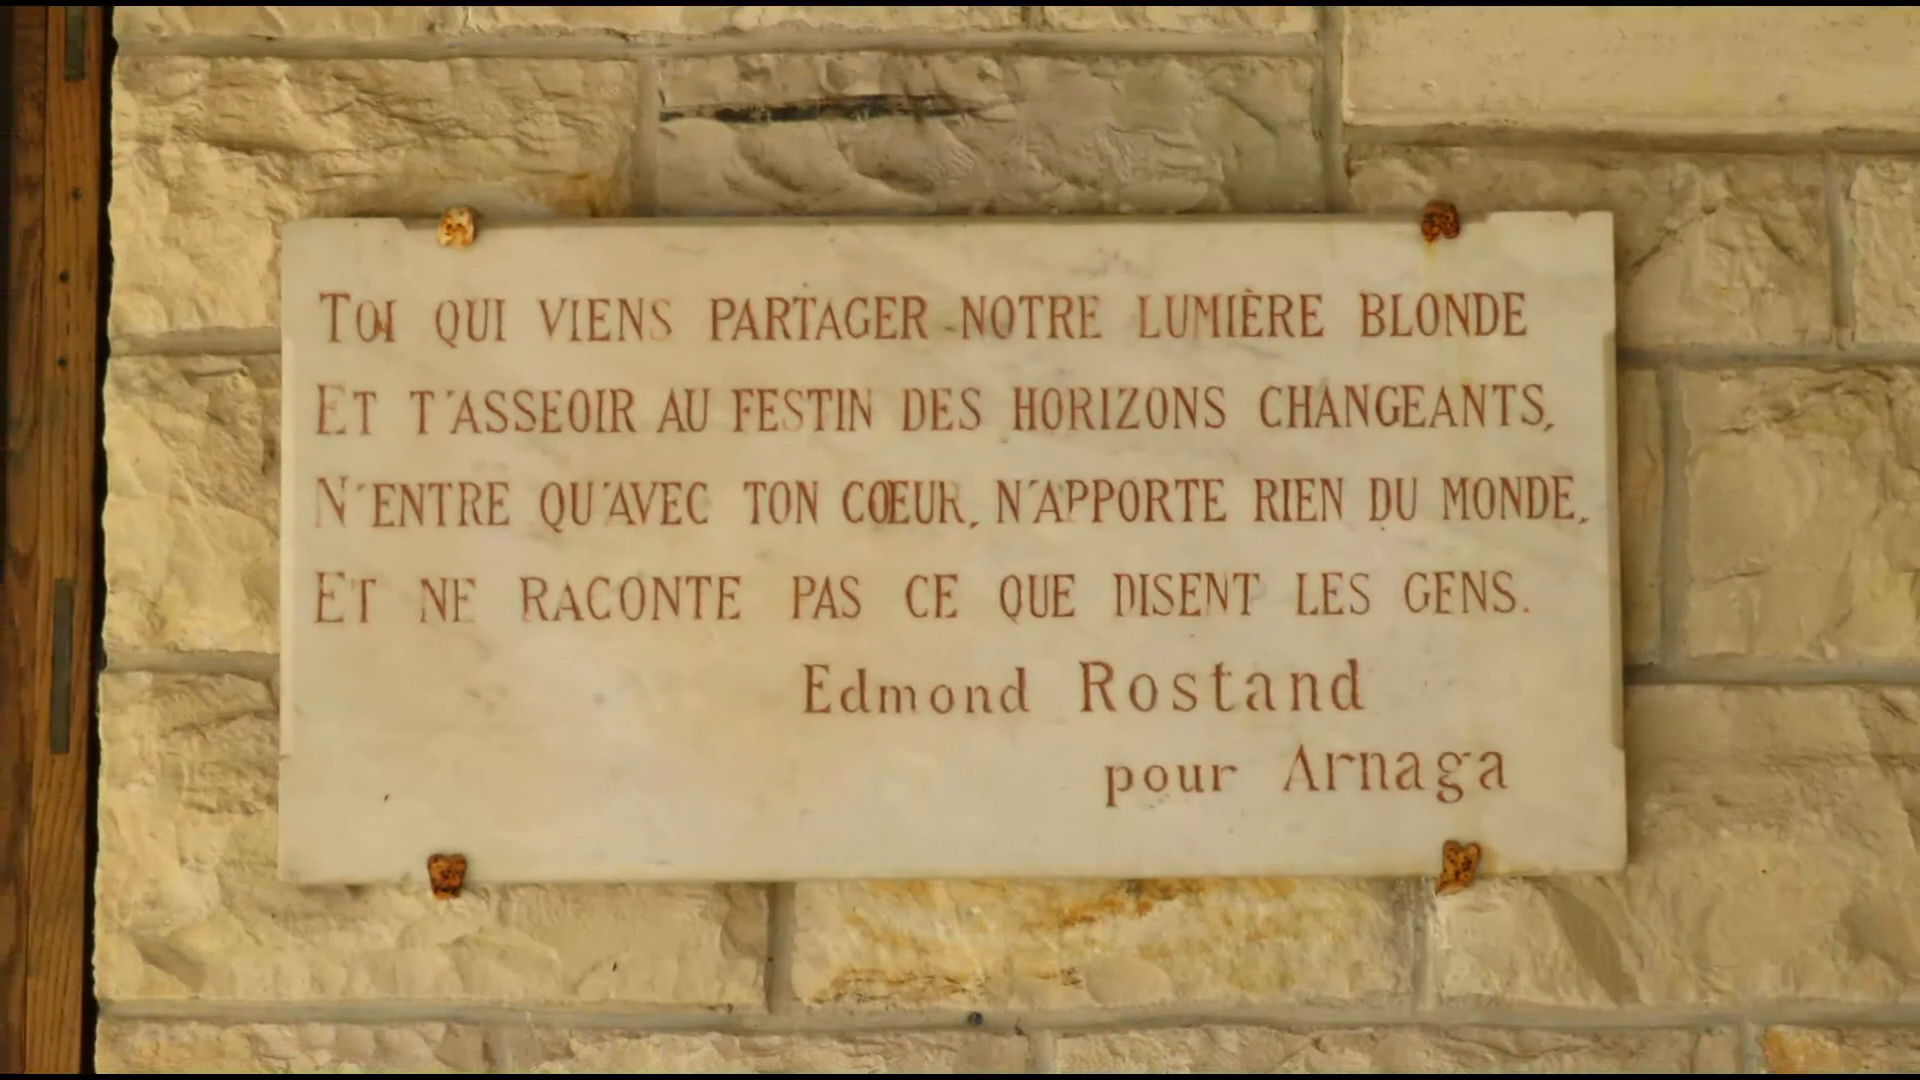 TOI QUI VIENS PARTAGER NOTRE LUMIÈRE BLONDE
ET T'ASSEOIR AU FESTIN DES HORIZONS CHANGEANTS,
N'ENTRE QU'AVEC TON CŒUR, N'APPORTE RIEN DU MONDE,
ET NE RACONTE PAS CE QUE DISENT LES GENS.
Edmond Rostand
pour Arnaga